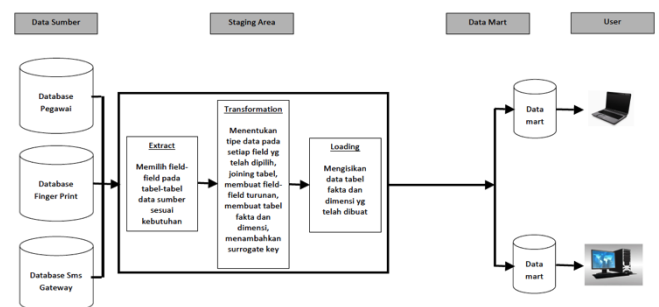 Data Sumber
Staging Area
Data Mart
User
Database
Pegawai
Database
Finger Print
Database Sms
Gateway
Extract
Memilih field-
field pada
tabel-tabel
data sumber
sesuai
kebutuhan
Transformation
Menentukan
tipe data pada
setiap field yg
telah dipilih,
joining tabel,
membuat field-
field turunan,
membuat tabel
fakta dan
dimensi,
menambahkan
surrogate key
Loading
Mengisikan
data tabel
fakta dan
dimensi yg
telah dibuat
Data
mart
Data
mart